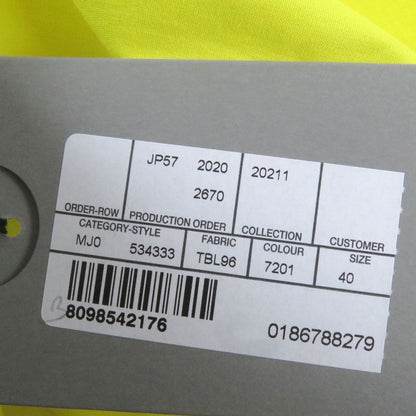 JP57 2020 20211
2670
ORDER-ROW PRODUCTION ORDER COLLECTION CUSTOMER
CATEGORY-STYLE FABRIC COLOUR SIZE
MJ0 534333 TBL96 7201 40
B
8098542176
0186788279